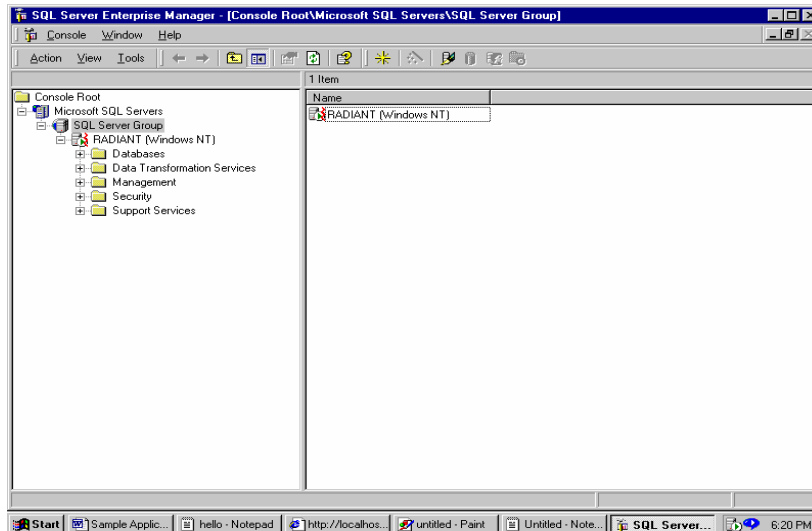 SQL Server Enterprise Manager - [Console Root\Microsoft SQL Servers\SQL Server Group]
Console Window Help
Action View Tools
1 Item
Console Root
Microsoft SQL Servers
SQL Server Group
RADIANT (Windows NT)
Databases
Data Transformation Services
Management
Security
Support Services
Name
RADIANT (Windows NT)
Start Sample Applic... hello - Notepad http://localhos... untitled - Paint Untitled - Note... SQL Server... 6:20 PM